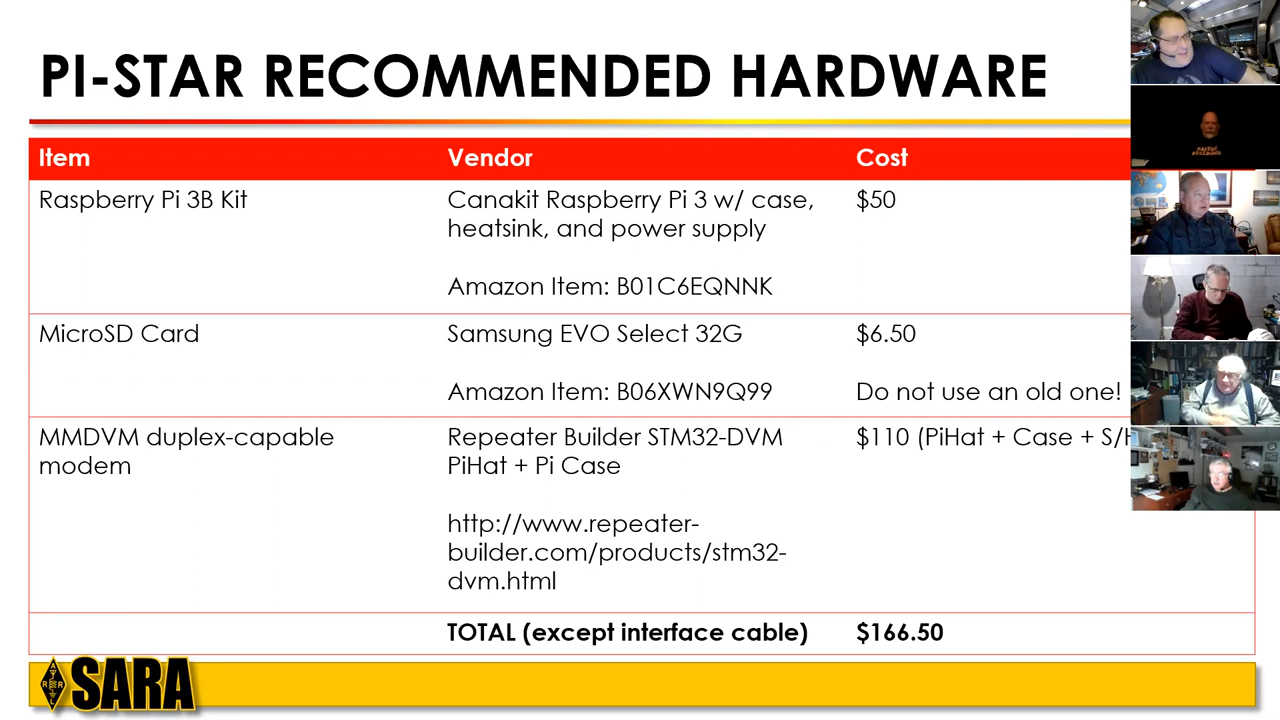 PI-STAR RECOMMENDED HARDWARE
Item Vendor Cost
Raspberry Pi 3B Kit
Canakit Raspberry Pi 3 w/ case,
heatsink, and power supply
Amazon Item: B01C6EQNNK
$50
MicroSD Card
Samsung EVO Select 32G
Amazon Item: B06XWN9Q99
$6.50
Do not use an old one!
MMDVM duplex-capable
modem
Repeater Builder STM32-DVM
PiHat + Pi Case
http://www.repeater-
builder.com/products/stm32-
dvm.html
$110 (PiHat + Case + S/H
TOTAL (except interface cable) $166.50
SARA